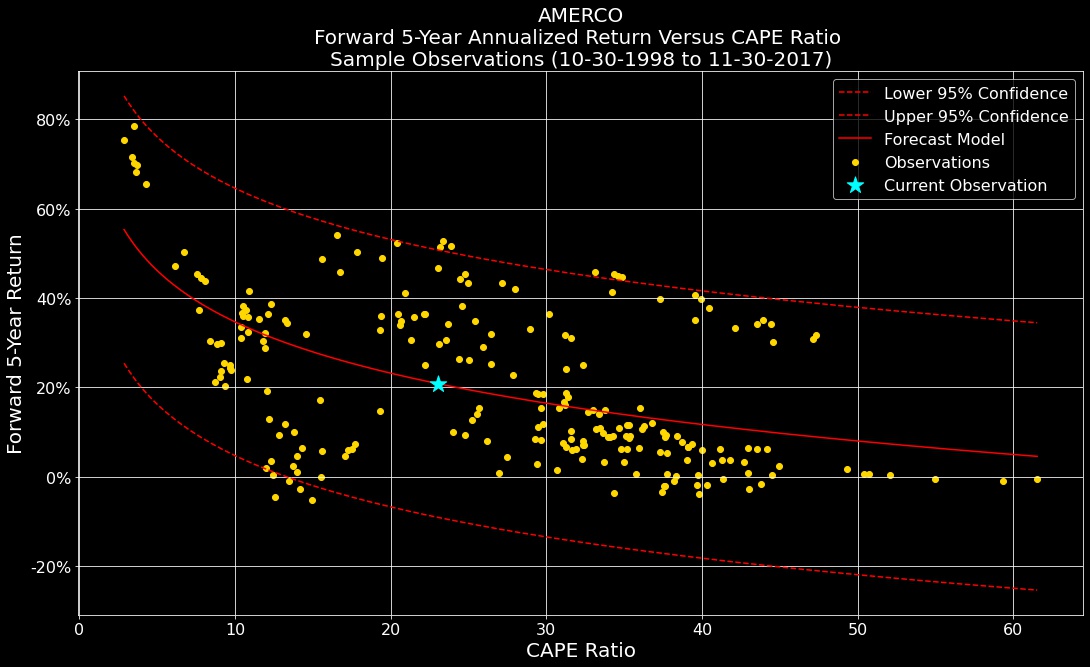 AMERCO
Forward 5-Year Annualized Return Versus CAPE Ratio
Sample Observations (10-30-1998 to 11-30-2017)
Lower 95% Confidence
Upper 95% Confidence
Forecast Model
Observations
Current Observation
Forward 5-Year Return
80%
60%
40%
20%
0%
-20%
0 10 20 30 40 50 60
CAPE Ratio